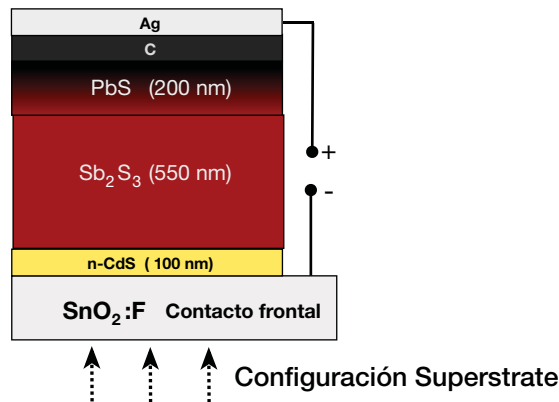 Ag
C
PbS (200 nm)
Sb₂S₃ (550 nm)
+
-
n-CdS ( 100 nm)
SnO₂:F Contacto frontal
Configuración Superstrate